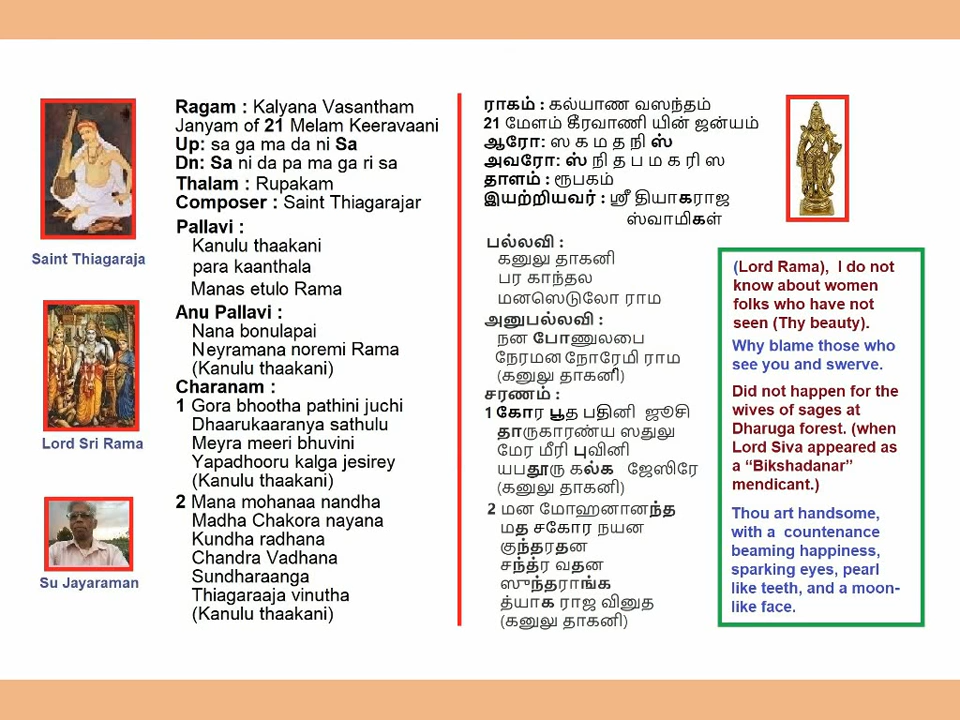 Saint Thiagaraja
Lord Sri Rama
Su Jayaraman
Ragam : Kalyana Vasantham
Janyam of 21 Melam Keeravaani
Up: sa ga ma da ni Sa
Dn: Sa ni da pa ma ga ri sa
Thalam : Rupakam
Composer : Saint Thiagarajar
Pallavi :
Kanulu thaakani
para kaanthala
Manas etulo Rama
Anu Pallavi :
Nana bonulapai
Neyramana noremi Rama
(Kanulu thaakani)
Charanam :
1 Gora bhootha pathini juchi
Dhaarukaaranya sathulu
Meyra meeri bhuvini
Yapadhooru kalga jesirey
(Kanulu thaakani)
2 Mana mohanaa nandha
Madha Chakora nayana
Kundha radhana
Chandra Vadhana
Sundharaanga
Thiagaraaja vinutha
(Kanulu thaakani)
ராகம் : கல்யாண வஸந்தம்
21 மேளம் கீரவாணி யின் ஜன்யம்
ஆரோ: ஸ க ம த நி ஸ்
அவரோ: ஸ் நி த ப ம க ரி ஸ
தாளம் : ரூபகம்
இயற்றியவர் : ஸ்ரீ தியாகராஜ
ஸ்வாமிகள்
பல்லவி :
கனுலு தாகனி
பர காந்தல
மனஸெடுலோ ராம
அனுபல்லவி :
நன போணுலபை
நேரமன நோரேமி ராம
(கனுலு தாகனி)
சரணம் :
1 கோர பூத பதினி ஜூசி
தாருகாரண்ய ஸதுலு
மேர மீரி புவினி
யபதூரு கல்க ஜேஸிரே
(கனுலு தாகனி)
2 மன மோஹனானந்த
மத சகோர நயன
குந்தரதன
சந்த்ர வதன
ஸுந்தராங்க
த்யாக ராஜ வினுத
(கனுலு தாகனி)
(Lord Rama), I do not
know about women
folks who have not
seen (Thy beauty).
Why blame those who
see you and swerve.
Did not happen for the
wives of sages at
Dharuga forest. (when
Lord Siva appeared as
a “Bikshadanar”
mendicant.)
Thou art handsome,
with a countenance
beaming happiness,
sparking eyes, pearl
like teeth, and a moon-
like face.